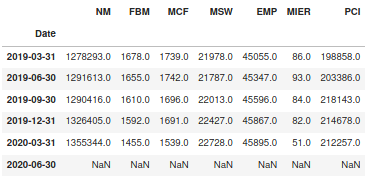 NM FBM MCF MSW EMP MIER PCI
Date
2019-03-31 1278293.0 1678.0 1739.0 21978.0 45055.0 86.0 198858.0
2019-06-30 1291613.0 1655.0 1742.0 21787.0 45347.0 93.0 203386.0
2019-09-30 1290416.0 1610.0 1696.0 22013.0 45596.0 84.0 218143.0
2019-12-31 1326405.0 1592.0 1691.0 22427.0 45867.0 82.0 214678.0
2020-03-31 1355344.0 1455.0 1539.0 22728.0 45895.0 51.0 212257.0
2020-06-30 NaN NaN NaN NaN NaN NaN NaN